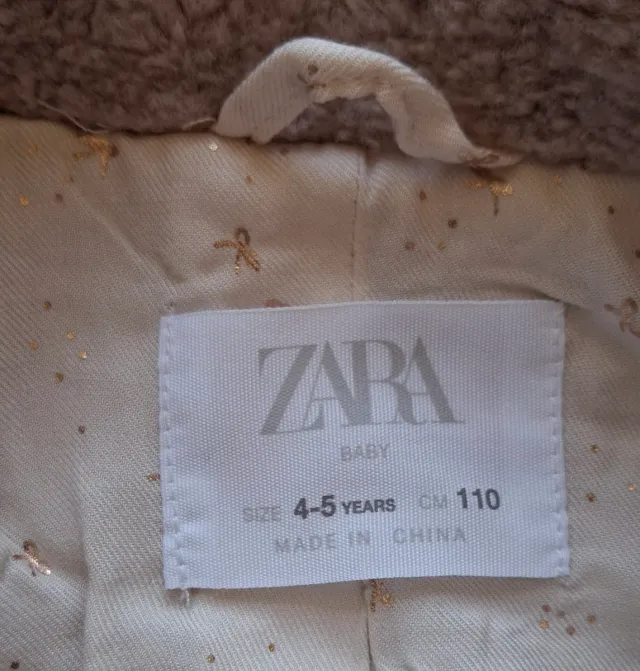 ZARA
BABY
SIZE 4-5 YEARS CM 110
MADE IN CHINA